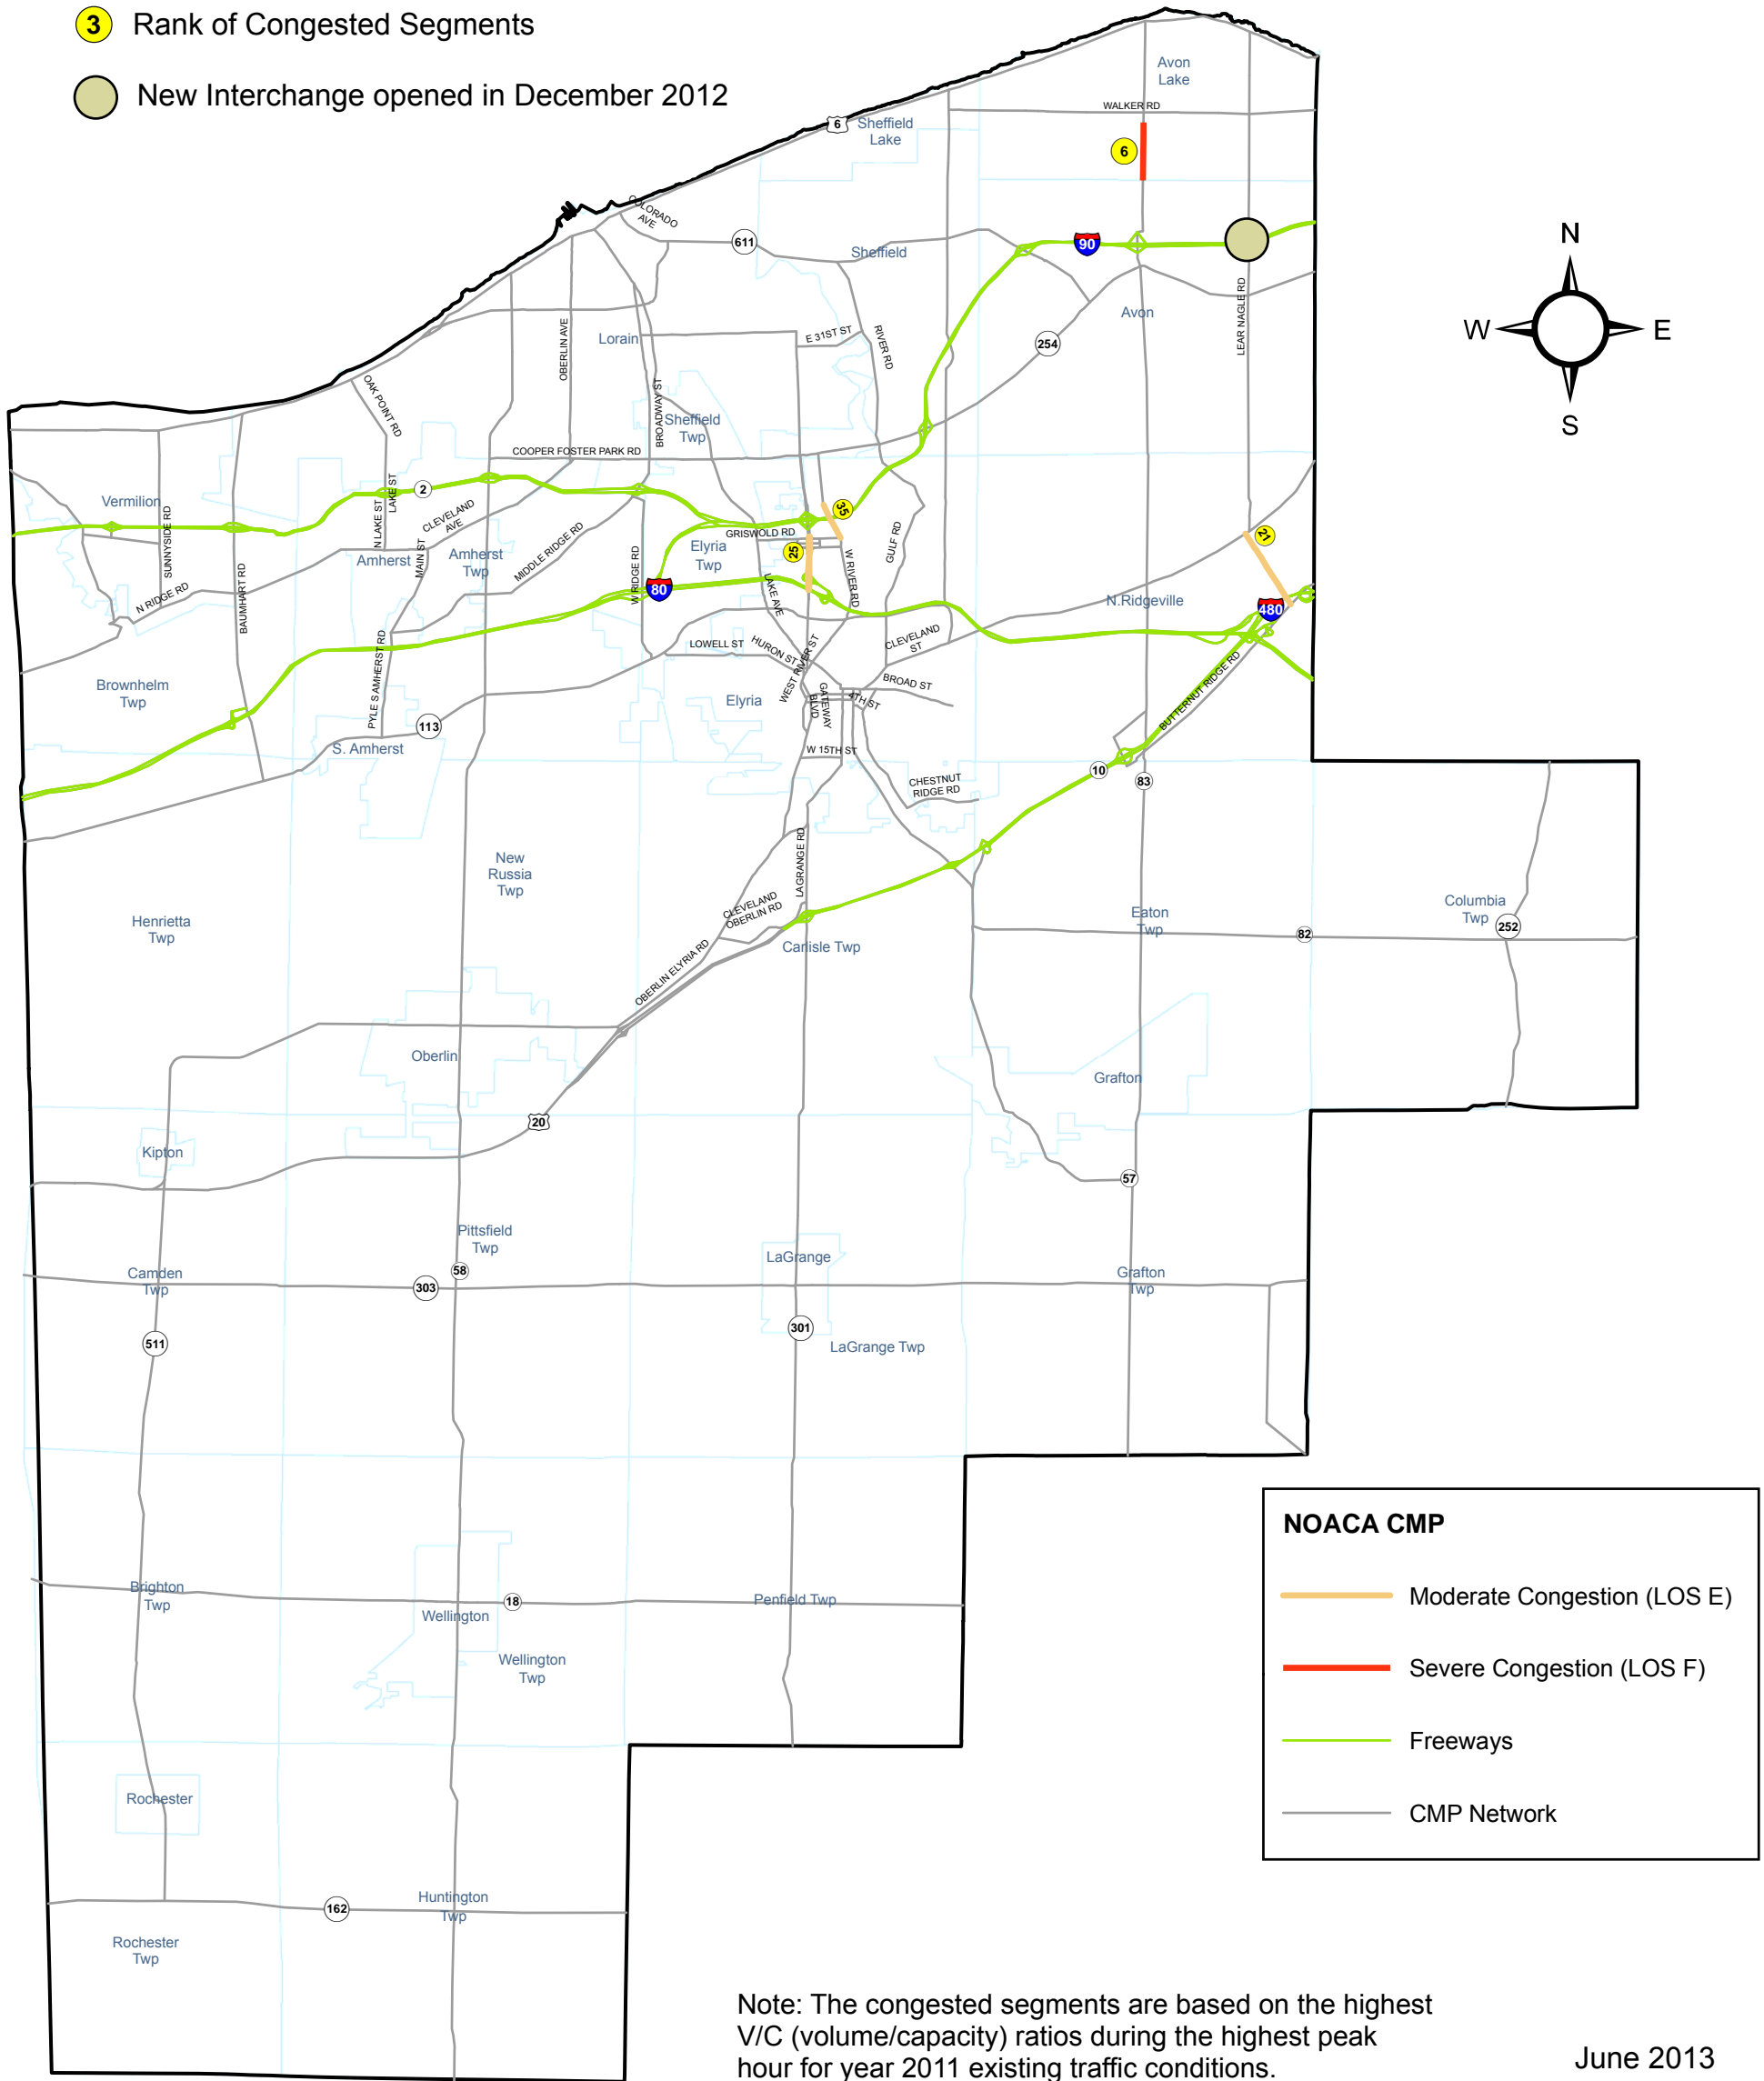 3 Rank of Congested Segments
New Interchange opened in December 2012
Avon
Lake
WALKER RD
6
Sheffield
Lake
6
COLORADO
AVE
611
Sheffield
90
N
W
E
S
Avon
LEAR NAGLE RD
254
OBERLIN AVE
Lorain
E 31ST ST
RIVER RD
OAK POINT RD
BROADWAY ST
Sheffield
Twp
COOPER FOSTER PARK RD
Vermilion
SUNNYSIDE RD
2
LAKE ST
N LAKE ST
CLEVELAND
AVE
MAIN ST
Amherst
Amherst
Twp
MIDDLE RIDGE RD
W RIDGE RD
35
GRISWOLD RD
25
Elyria
Twp
GULF RD
W RIVER RD
LAKE AVE
80
21
480
N.Ridgeville
N RIDGE RD
BAUMHART RD
PYLE S AMHERST RD
LOWELL ST
HURON ST
WEST RIVER ST
CLEVELAND
ST
BROAD ST
4TH ST
GATEWAY
BLVD
Brownhelm
Twp
Elyria
BUTTERNUT RIDGE RD
113
S. Amherst
W 15TH ST
10
83
CHESTNUT
RIDGE RD
LAGRANGE RD
New
Russia
Twp
Henrietta
Twp
CLEVELAND
OBERLIN RD
Carlisle Twp
Eaton
Twp
82
Columbia
Twp
252
OBERLIN ELYRIA RD
Oberlin
Grafton
20
Kipton
57
Pittsfield
Twp
58
LaGrange
Camden
Twp
303
Grafton
Twp
511
301
LaGrange Twp
NOACA CMP
Moderate Congestion (LOS E)
Severe Congestion (LOS F)
Freeways
CMP Network
Brighton
Twp
Wellington
18
Penfield Twp
Wellington
Twp
Rochester
Huntington
Twp
162
Rochester
Twp
Note: The congested segments are based on the highest
V/C (volume/capacity) ratios during the highest peak
hour for year 2011 existing traffic conditions.
June 2013